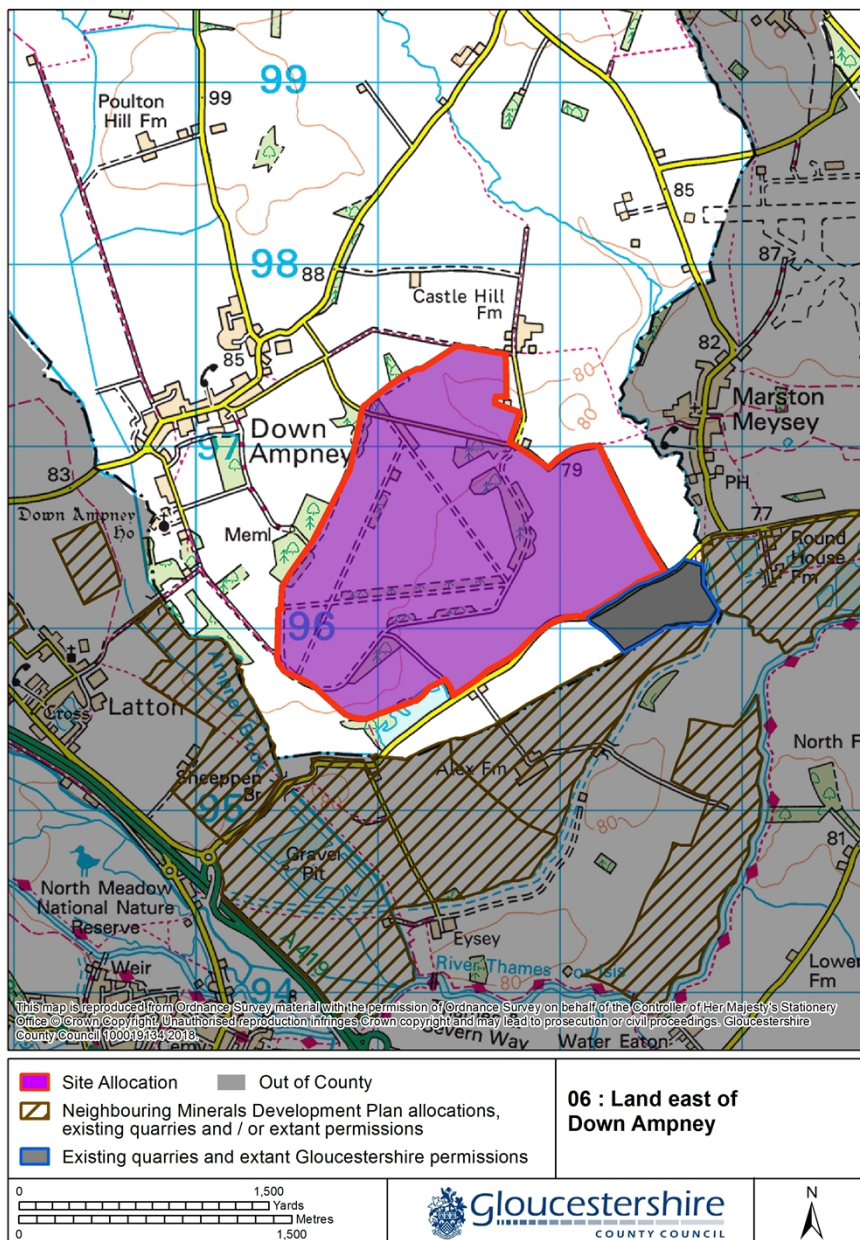 99
99
Poulton
Hill Fm
85
98
88
87
Castle Hill
Fm
82
85
80
80
Marston
Meysey
97
Down
Ampney
79
83
PH
Down Ampney
Ho
77
Meml
Round
House
Fm
96
Ampney Brook
Latton
Cross
North F
Sheeppen
Br
Alex Fm
95
80
80
81
Gravel
Pit
North Meadow
National Nature
Reserve
A419
Eysey
Lower
Fm
Weir
94
River Thames or Isis
80
This map is reproduced from Ordnance Survey material with the permission of Ordnance Survey on behalf of the Controller of Her Majesty's Stationery
Office © Crown Copyright. Unauthorised reproduction infringes Crown copyright and may lead to prosecution or civil proceedings. Gloucestershire
County Council 100019134 2018.
Severn Way
Water Eaton
Cemy
Site Allocation
Out of County
Neighbouring Minerals Development Plan allocations,
existing quarries and / or extant permissions
Existing quarries and extant Gloucestershire permissions
06 : Land east of
Down Ampney
0
1,500
Yards
Metres
0
1,500
Gloucestershire
COUNTY COUNCIL
N